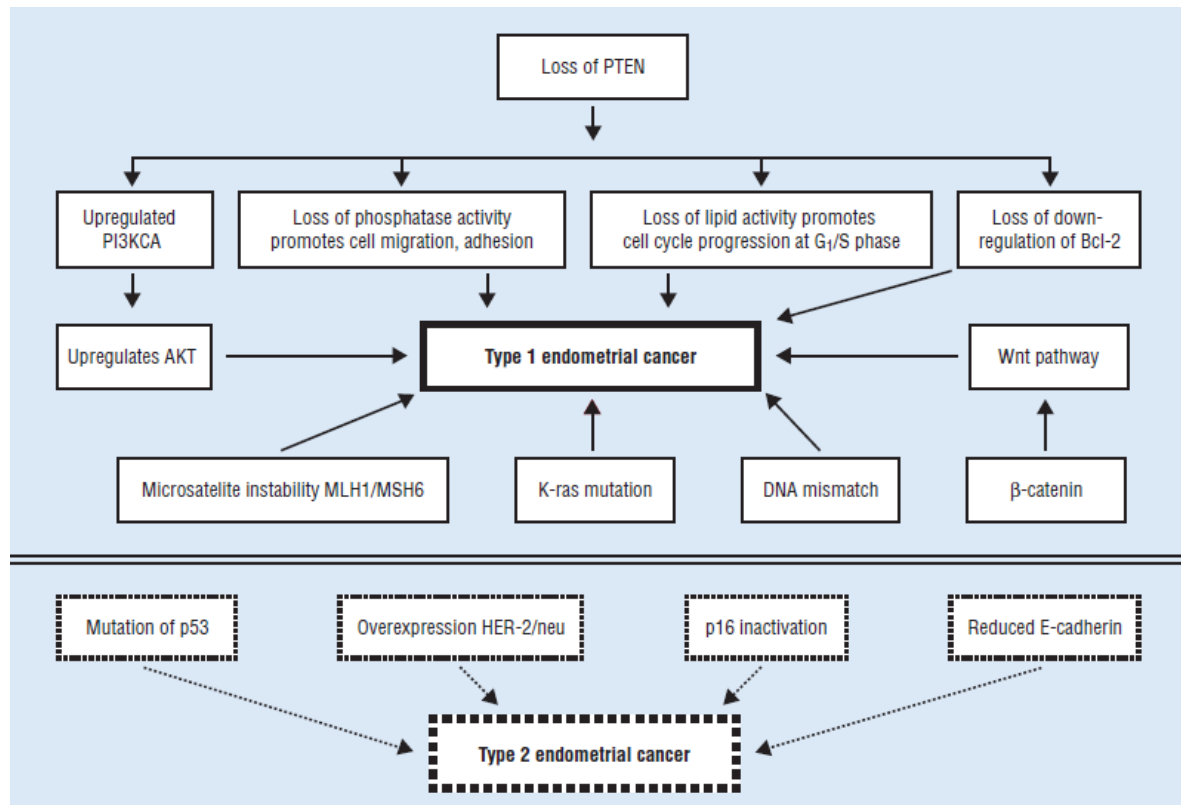 Loss of PTEN
Upregulated
PI3KCA
Loss of phosphatase activity
promotes cell migration, adhesion
Loss of lipid activity promotes
cell cycle progression at G₁/S phase
Loss of down-
regulation of Bcl-2
Upregulates AKT
Type 1 endometrial cancer
Wnt pathway
Microsatelite instability MLH1/MSH6
K-ras mutation
DNA mismatch
β-catenin
Mutation of p53
Overexpression HER-2/neu
p16 inactivation
Reduced E-cadherin
Type 2 endometrial cancer